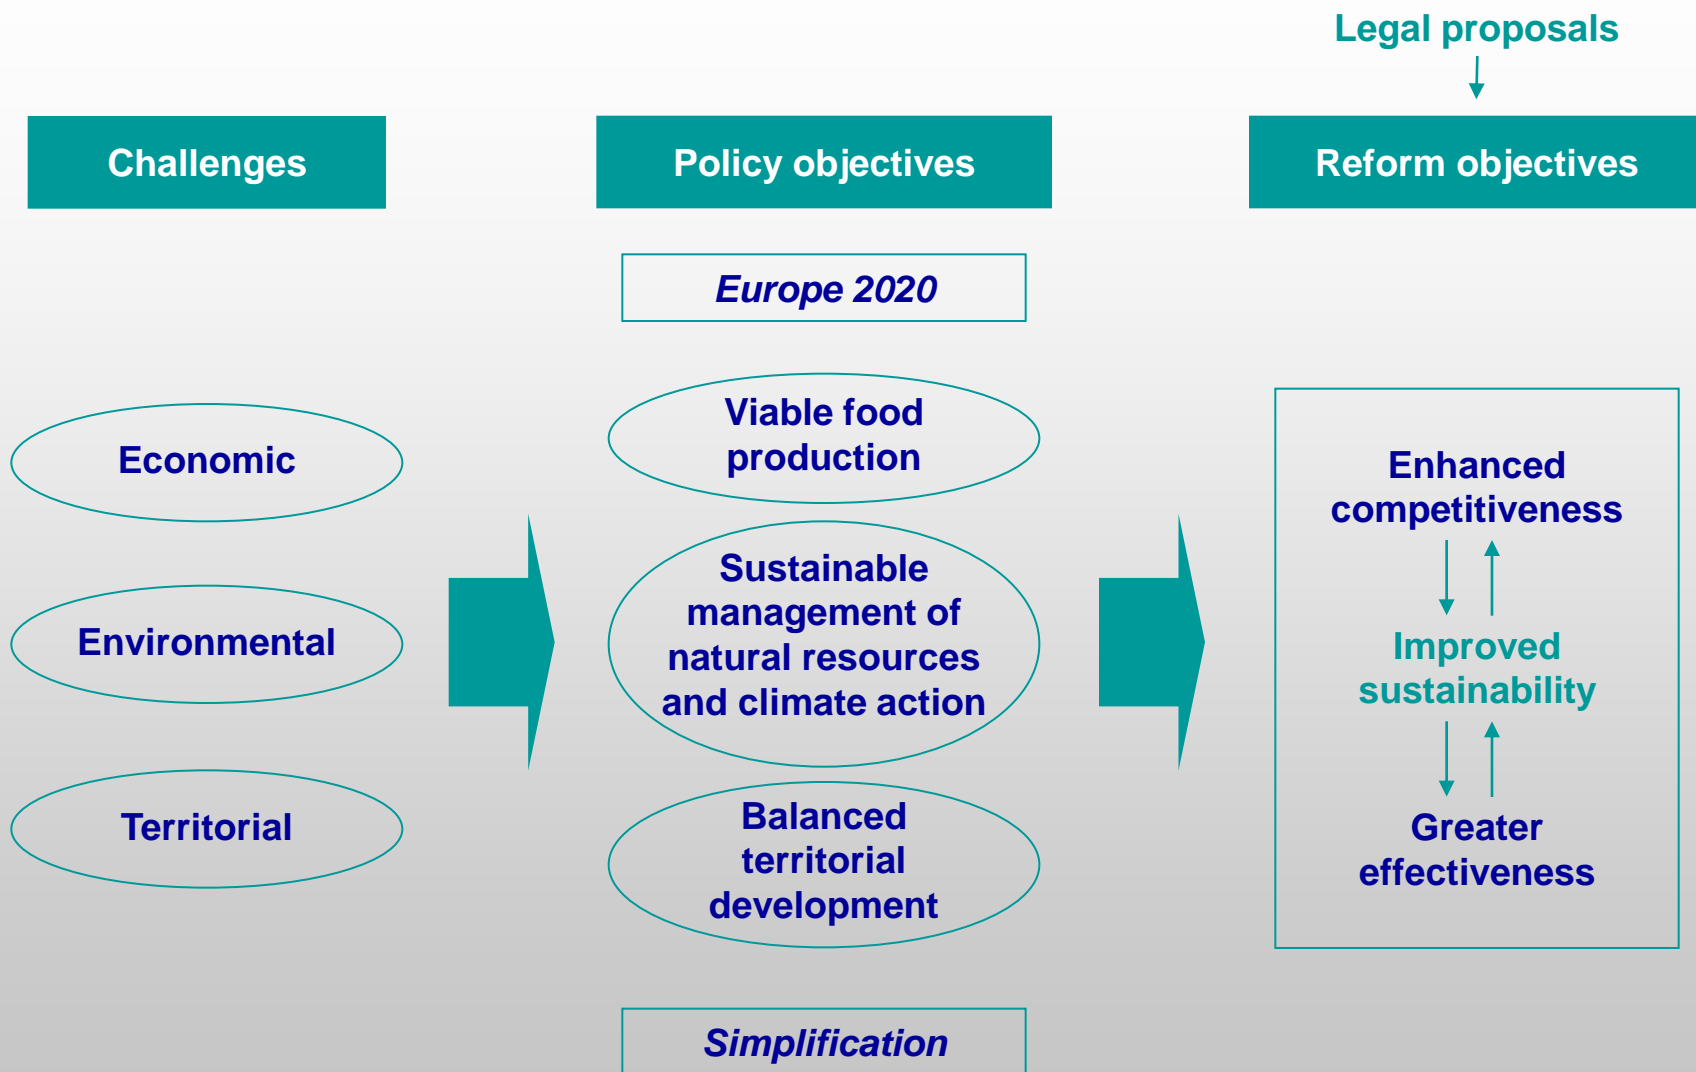 Legal proposals
Challenges
Policy objectives
Reform objectives
Europe 2020
Economic
Environmental
Territorial
Viable food
production
Sustainable
management of
natural resources
and climate action
Balanced
territorial
development
Simplification
Enhanced
competitiveness
Improved
sustainability
Greater
effectiveness